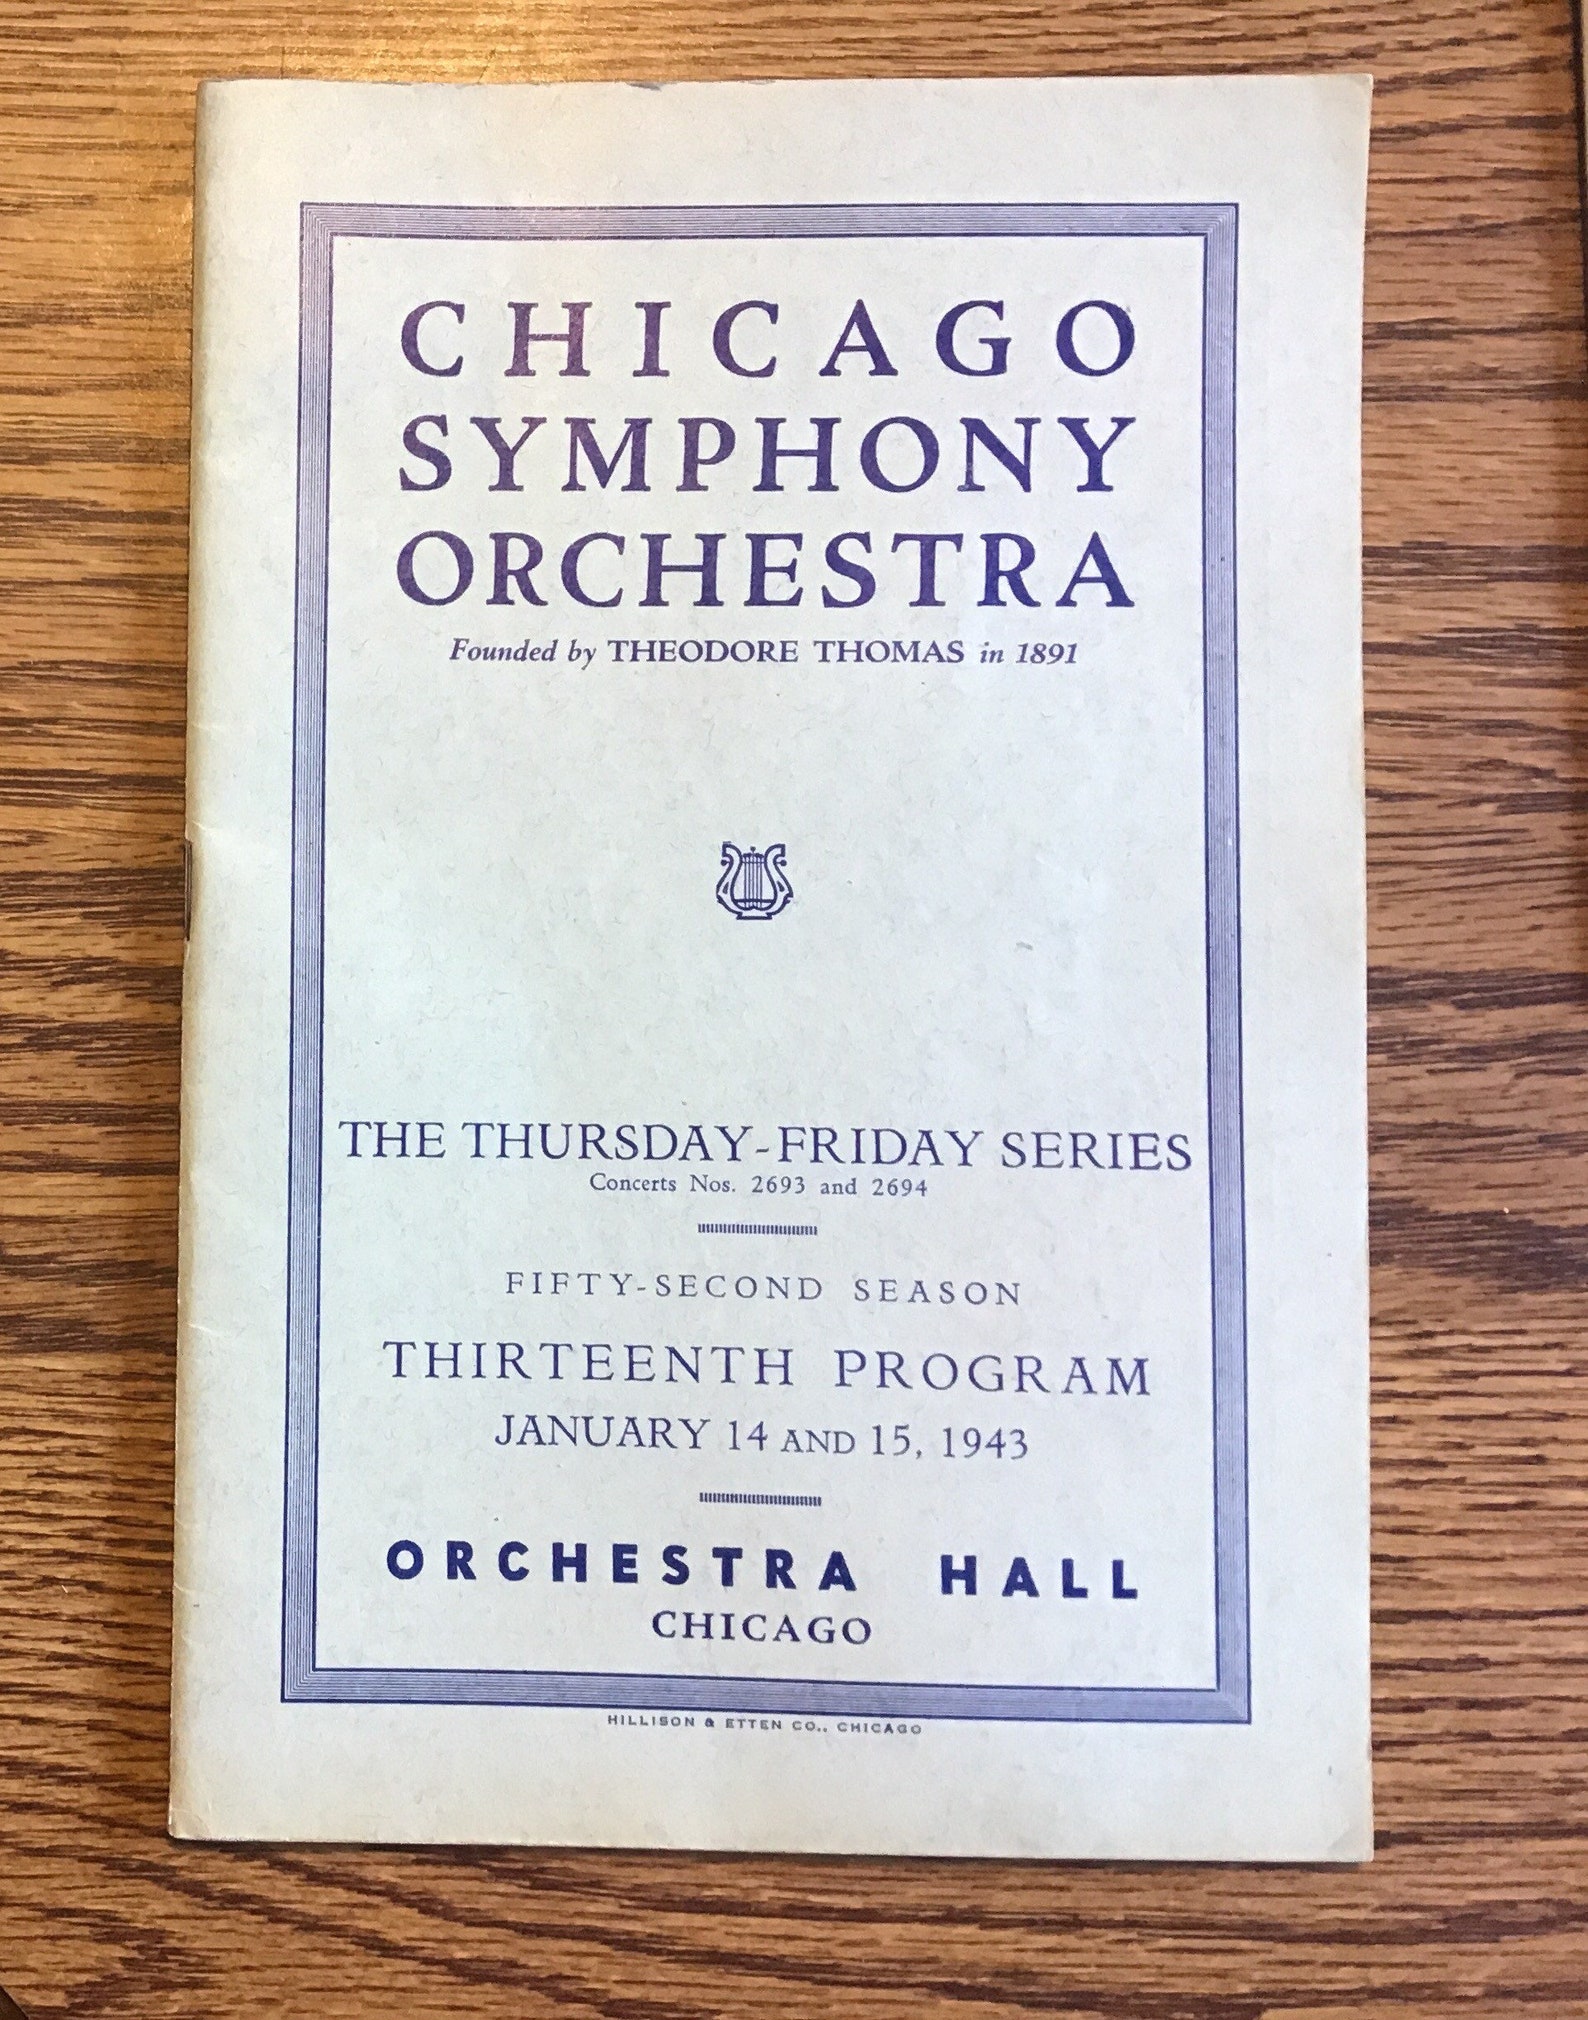 CHICAGO
SYMPHONY
ORCHESTRA
Founded by THEODORE THOMAS in 1891
THE THURSDAY-FRIDAY SERIES
Concerts Nos. 2693 and 2694
FIFTY-SECOND SEASON
THIRTEENTH PROGRAM
JANUARY 14 AND 15, 1943
ORCHESTRA HALL
CHICAGO
HILLISON & ETTEN CO., CHICAGO